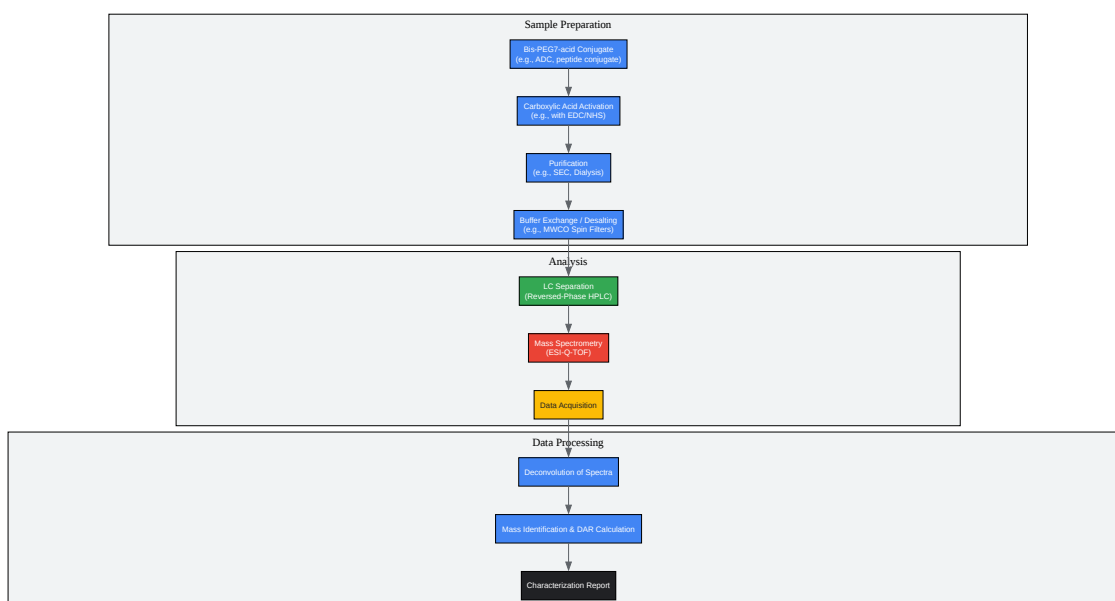 Sample Preparation
Bis-PEG7-acid Conjugate
(e.g., ADC, peptide conjugate)
Carboxylic Acid Activation
(e.g., with EDC/NHS)
Purification
(e.g., SEC, Dialysis)
Buffer Exchange / Desalting
(e.g., MWCO Spin Filters)
Analysis
LC Separation
(Reversed-Phase HPLC)
Mass Spectrometry
(ESI-Q-TOF)
Data Acquisition
Data Processing
Deconvolution of Spectra
Mass Identification & DAR Calculation
Characterization Report